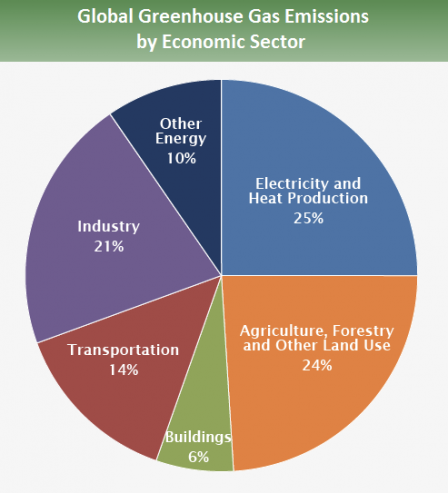 Global Greenhouse Gas Emissions
by Economic Sector
Other
Energy
10%
Electricity and
Heat Production
25%
Industry
21%
Agriculture, Forestry
and Other Land Use
24%
Transportation
14%
Buildings
6%